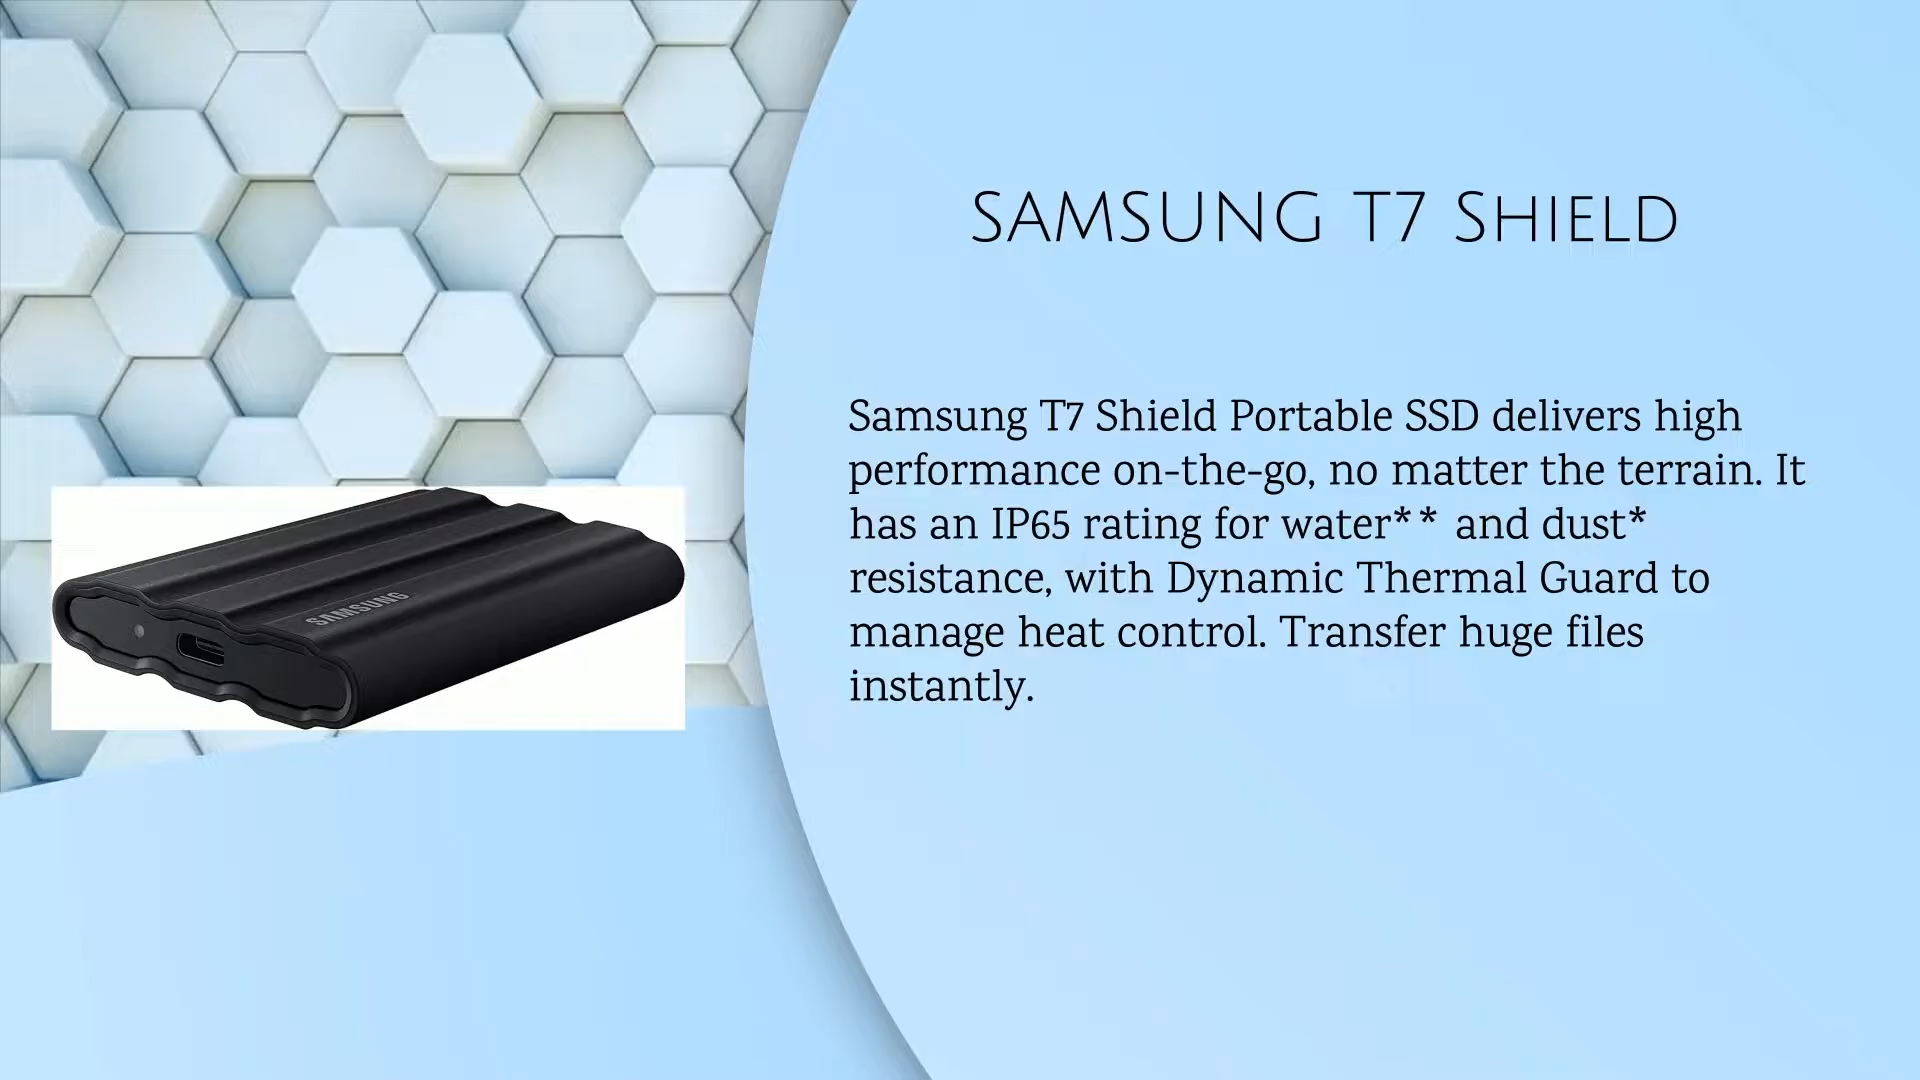 SAMSUNG T7 SHIELD
Samsung T7 Shield Portable SSD delivers high
performance on-the-go, no matter the terrain. It
has an IP65 rating for water** and dust*
resistance, with Dynamic Thermal Guard to
manage heat control. Transfer huge files
instantly.
SAMSUNG